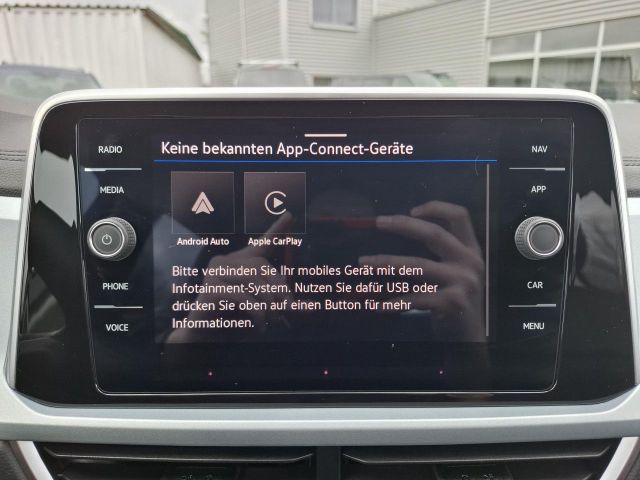 Keine bekannten App-Connect-Geräte
RADIO
MEDIA
PHONE
VOICE
Android Auto
Apple CarPlay
Bitte verbinden Sie Ihr mobiles Gerät mit dem
Infotainment-System. Nutzen Sie dafür USB oder
drücken Sie oben auf einen Button für mehr
Informationen.
NAV
APP
CAR
MENU